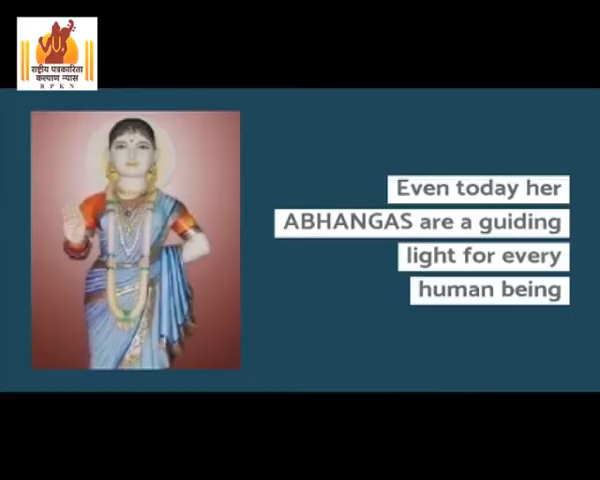 राष्ट्रीय पत्रकारिता
कल्याण न्यास
R P K N
Even today her
ABHANGAS are a guiding
light for every
human being